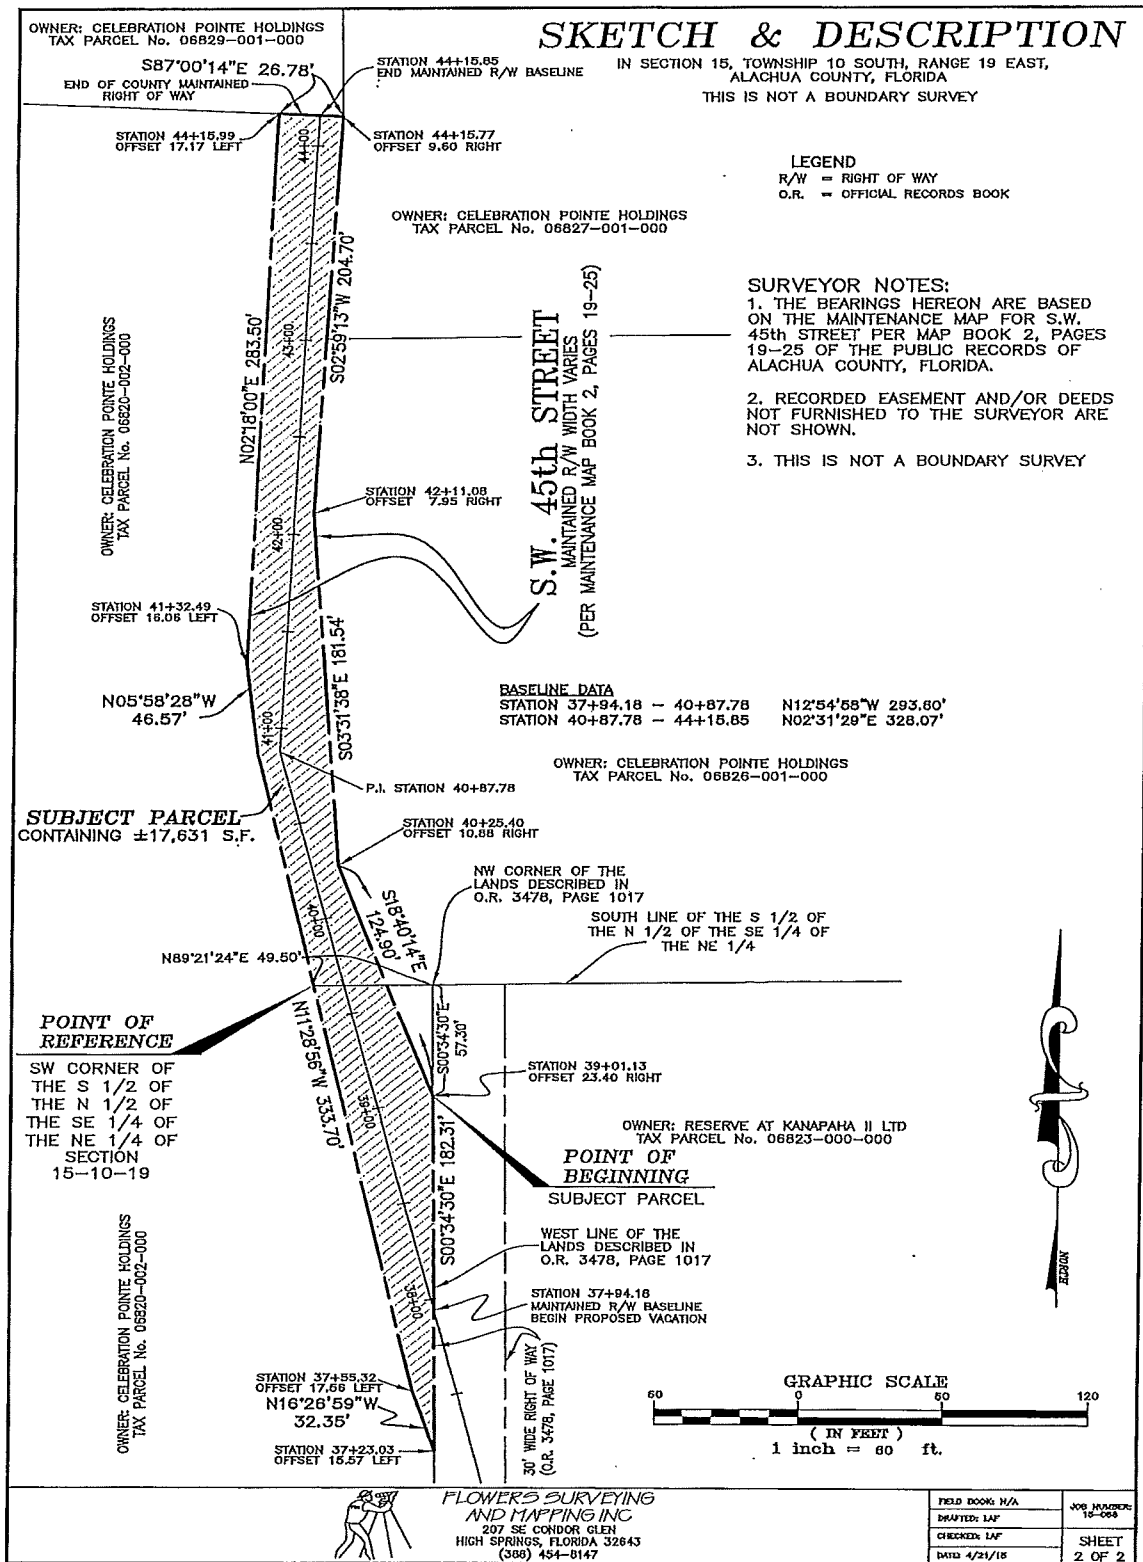 OWNER: CELEBRATION POINTE HOLDINGS
TAX PARCEL No. 06829-001-000
S87°00'14"E 26.78'
END OF COUNTY MAINTAINED
RIGHT OF WAY
STATION 44+15.85
END MAINTAINED R/W BASELINE
SKETCH & DESCRIPTION
IN SECTION 15, TOWNSHIP 10 SOUTH, RANGE 19 EAST,
ALACHUA COUNTY, FLORIDA
THIS IS NOT A BOUNDARY SURVEY
STATION 44+15.99
OFFSET 17.17 LEFT
STATION 44+15.77
OFFSET 9.60 RIGHT
44+00
LEGEND
R/W = RIGHT OF WAY
O.R. = OFFICIAL RECORDS BOOK
OWNER: CELEBRATION POINTE HOLDINGS
TAX PARCEL No. 06827-001-000
SURVEYOR NOTES:
1. THE BEARINGS HEREON ARE BASED
ON THE MAINTENANCE MAP FOR S.W.
45th STREET PER MAP BOOK 2, PAGES
19-25 OF THE PUBLIC RECORDS OF
ALACHUA COUNTY, FLORIDA.
2. RECORDED EASEMENT AND/OR DEEDS
NOT FURNISHED TO THE SURVEYOR ARE
NOT SHOWN.
3. THIS IS NOT A BOUNDARY SURVEY
OWNER: CELEBRATION POINTE HOLDINGS
TAX PARCEL No. 06820-002-000
N02°18'00"E 283.50'
43+00
S02°59'13"W 204.70'
S.W. 45th STREET
MAINTAINED R/W WIDTH VARIES
(PER MAINTENANCE MAP BOOK 2, PAGES 19-25)
STATION 42+11.08
OFFSET 7.95 RIGHT
42+00
STATION 41+32.49
OFFSET 16.06 LEFT
N05°58'28"W
46.57'
S03°31'38"E 181.54'
41+00
BASELINE DATA
STATION 37+94.18 - 40+87.78 N12°54'58"W 293.60'
STATION 40+87.78 - 44+15.85 N02°31'29"E 328.07'
OWNER: CELEBRATION POINTE HOLDINGS
TAX PARCEL No. 06826-001-000
P.I. STATION 40+87.78
SUBJECT PARCEL
CONTAINING ±17,631 S.F.
STATION 40+25.40
OFFSET 10.88 RIGHT
NW CORNER OF THE
LANDS DESCRIBED IN
O.R. 3478, PAGE 1017
S18°40'14"E
124.90'
40+00
SOUTH LINE OF THE S 1/2 OF
THE N 1/2 OF THE SE 1/4 OF
THE NE 1/4
N89°21'24"E 49.50'
POINT OF
REFERENCE
SW CORNER OF
THE S 1/2 OF
THE N 1/2 OF
THE SE 1/4 OF
THE NE 1/4 OF
SECTION
15-10-19
N11°28'56"W 333.70'
S00°34'30"E
57.30'
STATION 39+01.13
OFFSET 23.40 RIGHT
39+00
OWNER: RESERVE AT KANAPAHA II LTD
TAX PARCEL No. 06823-000-000
POINT OF
BEGINNING
SUBJECT PARCEL
S00°34'30"E 182.31'
NORTH
OWNER: CELEBRATION POINTE HOLDINGS
TAX PARCEL No. 06820-002-000
WEST LINE OF THE
LANDS DESCRIBED IN
O.R. 3478, PAGE 1017
38+00
STATION 37+94.18
MAINTAINED R/W BASELINE
BEGIN PROPOSED VACATION
STATION 37+55.32
OFFSET 17.56 LEFT
N16°26'59"W
32.35'
STATION 37+23.03
OFFSET 15.57 LEFT
30' WIDE RIGHT OF WAY
(O.R. 3478, PAGE 1017)
GRAPHIC SCALE
60 0 60 120
( IN FEET )
1 inch = 60 ft.
FLOWERS SURVEYING
AND MAPPING INC
207 SE CONDOR GLEN
HIGH SPRINGS, FLORIDA 32643
(386) 454-8147
FIELD BOOK: N/A
DRAFTED: LAF
CHECKED: LAF
DATE: 4/21/15
JOB NUMBER:
15-068
SHEET
2 OF 2